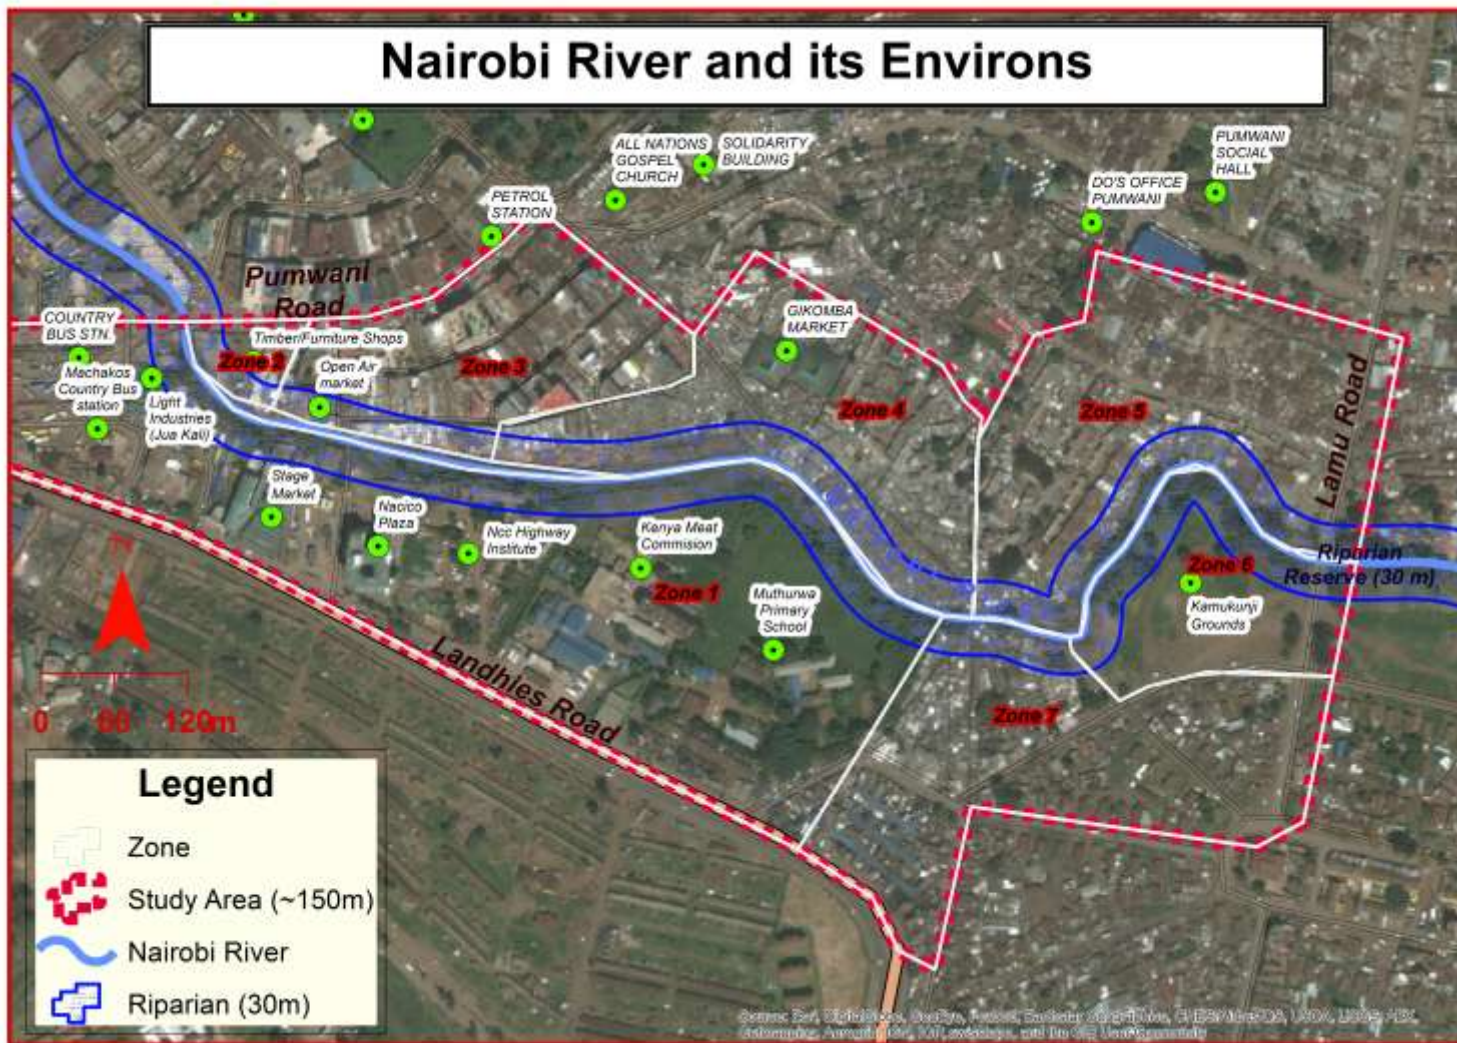 Nairobi River and its Environs
ALL NATIONS
GOSPEL
CHURCH
SOLIDARITY
BUILDING
PUMWANI
SOCIAL
HALL
DO'S OFFICE
PUMWANI
PETROL
STATION
Pumwani
Road
COUNTRY
BUS STN.
Timber/Furniture Shops
GIKOMBA
MARKET
Zone 2
Zone 3
Machakos
Country Bus
station
Open Air
market
Light
Industries
(Jua Kali)
Zone 4
Zone 5
Lamu Road
Stage
Market
Nacico
Plaza
Ncc Highway
Institute
Kenya Meat
Commision
Zone 1
Muthurwa
Primary
School
Zone 6
Riparian
Reserve (30 m)
Kamukunji
Grounds
Landhies Road
Zone 7
N
0 60 120m
Legend
Zone
Study Area (~150m)
Nairobi River
Riparian (30m)